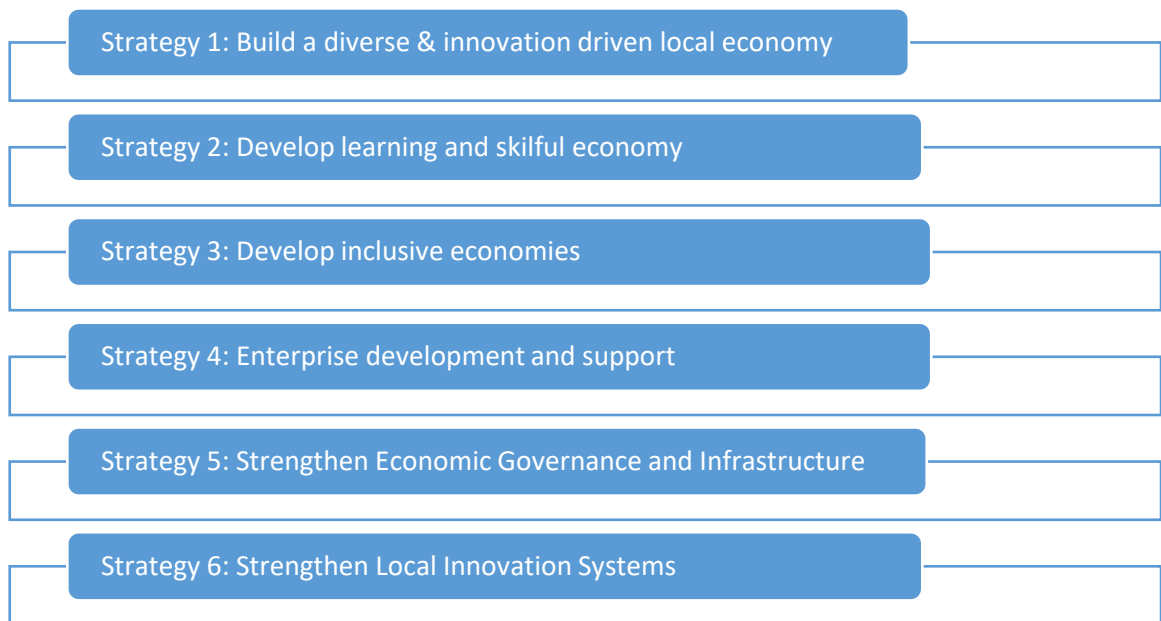 Strategy 1: Build a diverse & innovation driven local economy
Strategy 2: Develop learning and skilful economy
Strategy 3: Develop inclusive economies
Strategy 4: Enterprise development and support
Strategy 5: Strengthen Economic Governance and Infrastructure
Strategy 6: Strengthen Local Innovation Systems